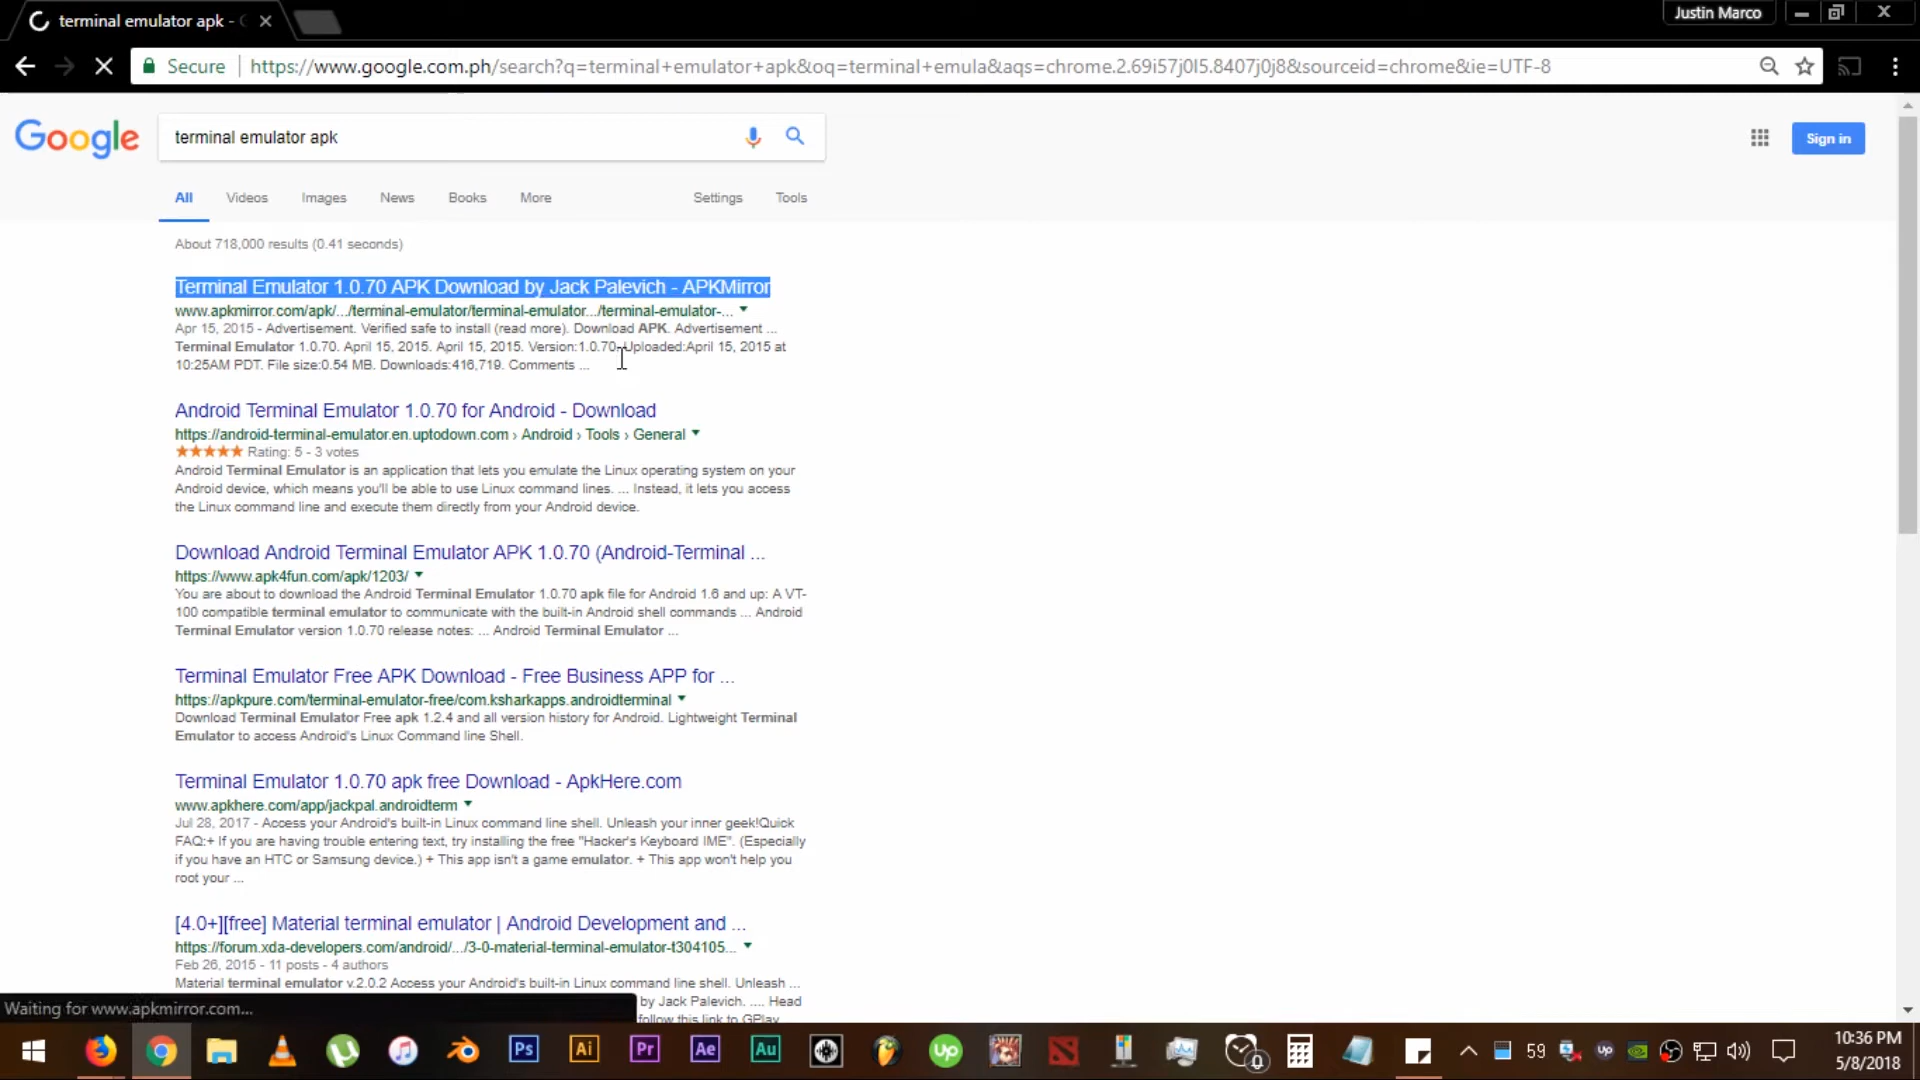 terminal emulator apk - G
Justin Marco
Secure
https://www.google.com.ph/search?q=terminal+emulator+apk&oq=terminal+emula&aqs=chrome.2.69i57j0l5.8407j0j8&sourceid=chrome&ie=UTF-8
Google
terminal emulator apk
Sign in
All Videos Images News Books More Settings Tools
About 718,000 results (0.41 seconds)
Terminal Emulator 1.0.70 APK Download by Jack Palevich - APKMirror
www.apkmirror.com/apk/.../terminal-emulator/terminal-emulator.../terminal-emulator-...
Apr 15, 2015 - Advertisement. Verified safe to install (read more). Download APK. Advertisement ...
Terminal Emulator 1.0.70. April 15, 2015. April 15, 2015. Version:1.0.70. Uploaded:April 15, 2015 at
10:25AM PDT. File size:0.54 MB. Downloads:416,719. Comments ...
Android Terminal Emulator 1.0.70 for Android - Download
https://android-terminal-emulator.en.uptodown.com › Android › Tools › General
Rating: 5 - 3 votes
Android Terminal Emulator is an application that lets you emulate the Linux operating system on your
Android device, which means you'll be able to use Linux command lines. ... Instead, it lets you access
the Linux command line and execute them directly from your Android device.
Download Android Terminal Emulator APK 1.0.70 (Android-Terminal ...
https://www.apk4fun.com/apk/1203/
You are about to download the Android Terminal Emulator 1.0.70 apk file for Android 1.6 and up: A VT-
100 compatible terminal emulator to communicate with the built-in Android shell commands ... Android
Terminal Emulator version 1.0.70 release notes: ... Android Terminal Emulator ...
Terminal Emulator Free APK Download - Free Business APP for ...
https://apkpure.com/terminal-emulator-free/com.ksharkapps.androidterminal
Download Terminal Emulator Free apk 1.2.4 and all version history for Android. Lightweight Terminal
Emulator to access Android's Linux Command line Shell.
Terminal Emulator 1.0.70 apk free Download - ApkHere.com
www.apkhere.com/app/jackpal.androidterm
Jul 28, 2017 - Access your Android's built-in Linux command line shell. Unleash your inner geek!Quick
FAQ:+ If you are having trouble entering text, try installing the free "Hacker's Keyboard IME". (Especially
if you have an HTC or Samsung device.) + This app isn't a game emulator. + This app won't help you
root your ...
[4.0+][free] Material terminal emulator | Android Development and ...
https://forum.xda-developers.com/android/.../3-0-material-terminal-emulator-t304105...
Feb 26, 2015 - 11 posts - 4 authors
Material terminal emulator v.2.0.2 Access your Android's built-in Linux command line shell. Unleash ...
by Jack Palevich. .... Head
follow this link to GPlay
Waiting for www.apkmirror.com...
Ps Ai Pr Ae Au Up 59 Up
10:36 PM
5/8/2018